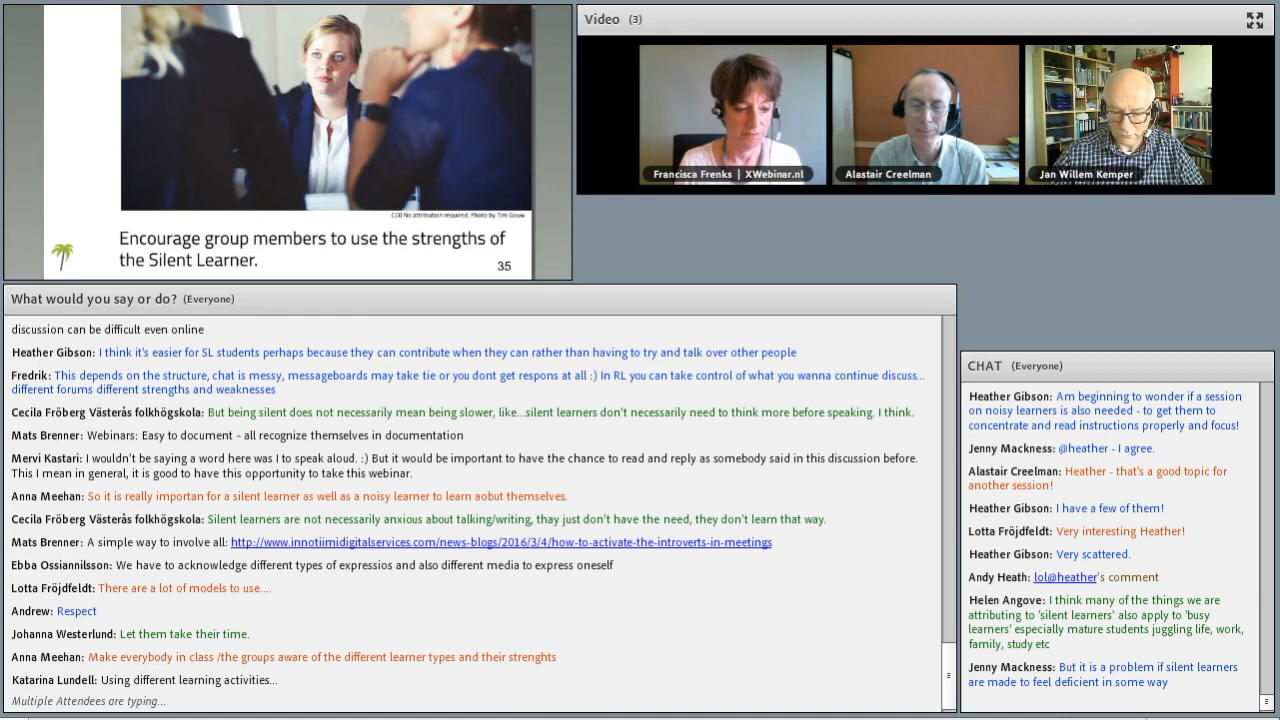 CC0 No attribution required. Photo by Tim Gouw
Encourage group members to use the strengths of
the Silent Learner.
35
Video (3)
Francisca Frenks | XWebinar.nl
Alastair Creelman
Jan Willem Kemper
What would you say or do? (Everyone)
discussion can be difficult even online
Heather Gibson: I think it's easier for SL students perhaps because they can contribute when they can rather than having to try and talk over other people
Fredrik: This depends on the structure, chat is messy, messageboards may take tie or you dont get respons at all :) In RL you can take control of what you wanna continue discuss...
different forums different strengths and weaknesses
Cecila Fröberg Västerås folkhögskola: But being silent does not necessarily mean being slower, like...silent learners don't necessarily need to think more before speaking. I think.
Mats Brenner: Webinars: Easy to document - all recognize themselves in documentation
Mervi Kastari: I wouldn't be saying a word here was I to speak aloud. :) But it would be important to have the chance to read and reply as somebody said in this discussion before.
This I mean in general, it is good to have this opportunity to take this webinar.
Anna Meehan: So it is really importan for a silent learner as well as a noisy learner to learn aobut themselves.
Cecila Fröberg Västerås folkhögskola: Silent learners are not necessarily anxious about talking/writing, thay just don't have the need, they don't learn that way.
Mats Brenner: A simple way to involve all: http://www.innotiimidigitalservices.com/news-blogs/2016/3/4/how-to-activate-the-introverts-in-meetings
Ebba Ossiannilsson: We have to acknowledge different types of expressios and also different media to express oneself
Lotta Fröjdfeldt: There are a lot of models to use....
Andrew: Respect
Johanna Westerlund: Let them take their time.
Anna Meehan: Make everybody in class /the groups aware of the different learner types and their strenghts
Katarina Lundell: Using different learning activities...
Multiple Attendees are typing...
CHAT (Everyone)
Heather Gibson: Am beginning to wonder if a session
on noisy learners is also needed - to get them to
concentrate and read instructions properly and focus!
Jenny Mackness: @heather - I agree.
Alastair Creelman: Heather - that's a good topic for
another session!
Heather Gibson: I have a few of them!
Lotta Fröjdfeldt: Very interesting Heather!
Heather Gibson: Very scattered.
Andy Heath: lol@heather's comment
Helen Angove: I think many of the things we are
attributing to 'silent learners' also apply to 'busy
learners' especially mature students juggling life, work,
family, study etc
Jenny Mackness: But it is a problem if silent learners
are made to feel deficient in some way